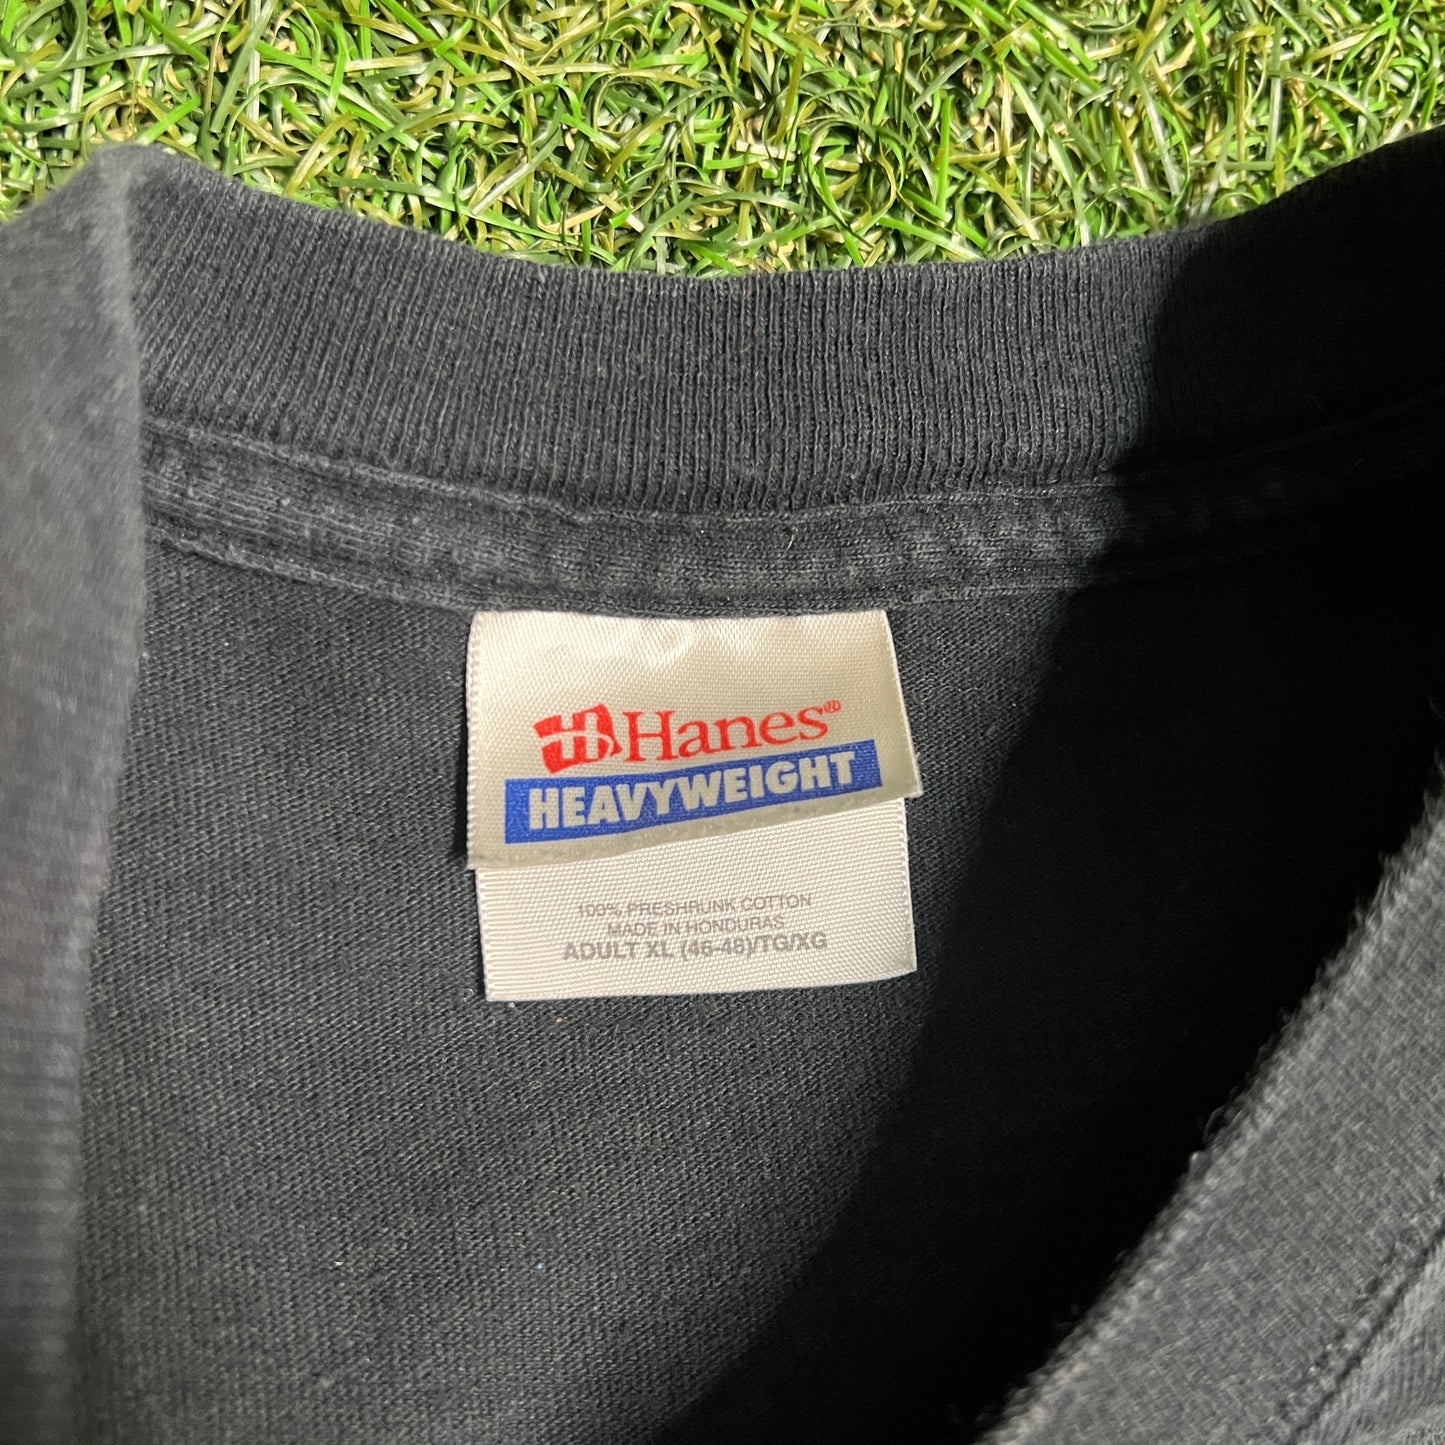 Hanes®
HEAVYWEIGHT
100% PRESHRUNK COTTON
MADE IN HONDURAS
ADULT XL (46-48)/TG/XG